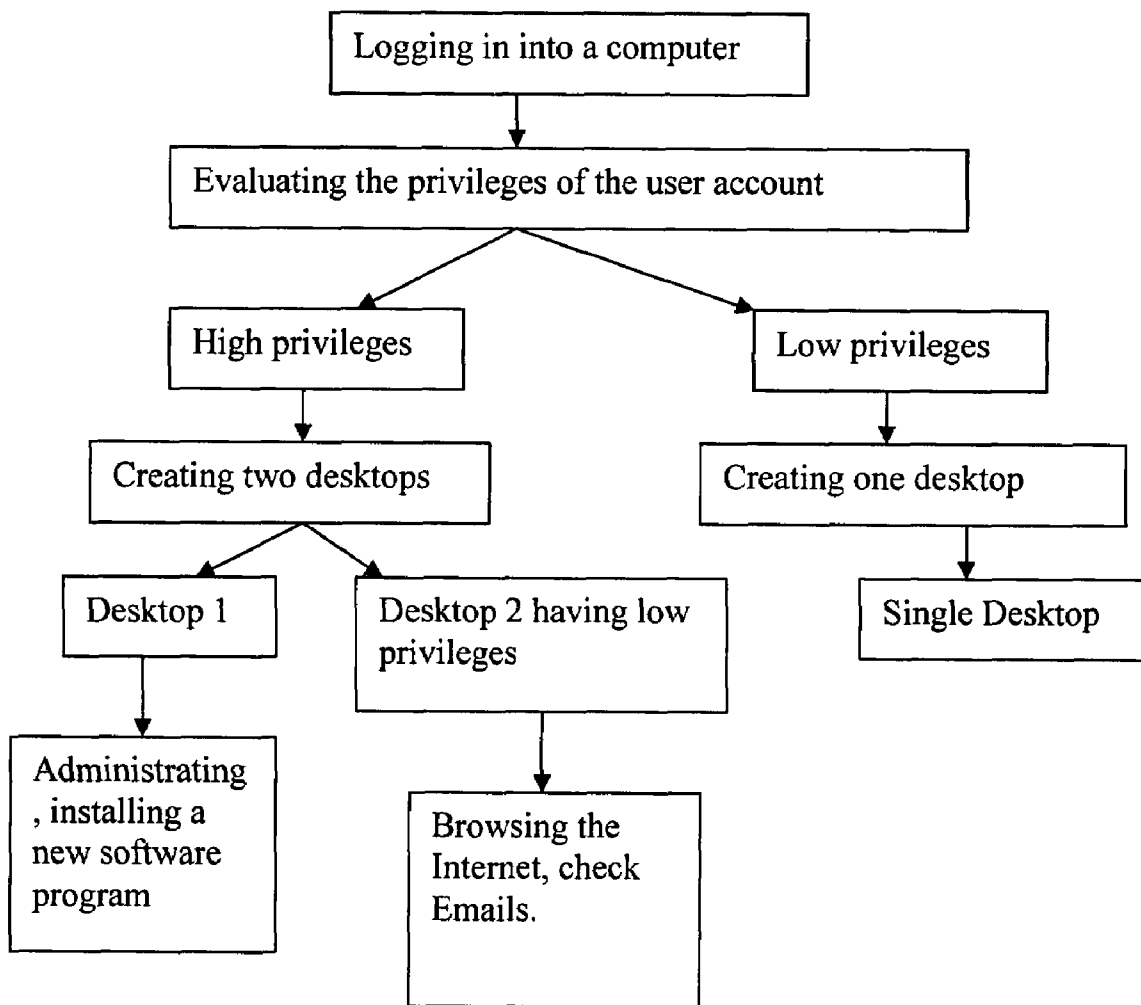 Logging in into a computer
Evaluating the privileges of the user account
High privileges
Low privileges
Creating two desktops
Creating one desktop
Desktop 1
Desktop 2 having low
privileges
Single Desktop
Administrating
, installing a
new software
program
Browsing the
Internet, check
Emails.